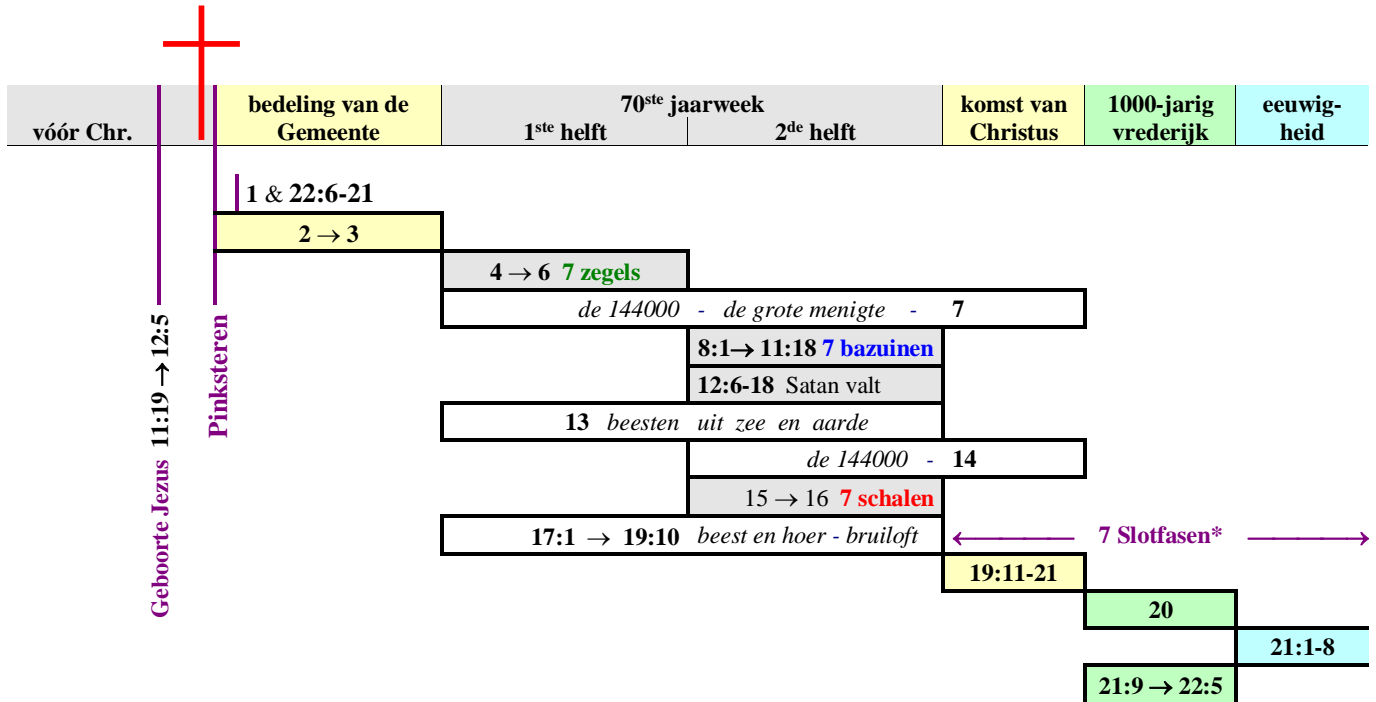 vóór Chr.
bedeling van de
Gemeente
70ste jaarweek
1ste helft
2de helft
komst van
Christus
1000-jarig
vrederijk
eeuwig-
heid
1 & 22:6-21
2 → 3
4 → 6 7 zegels
de 144000 - de grote menigte - 7
8:1→ 11:18 7 bazuinen
12:6-18 Satan valt
13 beesten uit zee en aarde
de 144000 - 14
15 → 16 7 schalen
17:1 → 19:10 beest en hoer - bruiloft
← 7 Slotfasen* →
19:11-21
20
21:1-8
21:9 → 22:5
Geboorte Jezus 11:19 → 12:5
Pinksteren